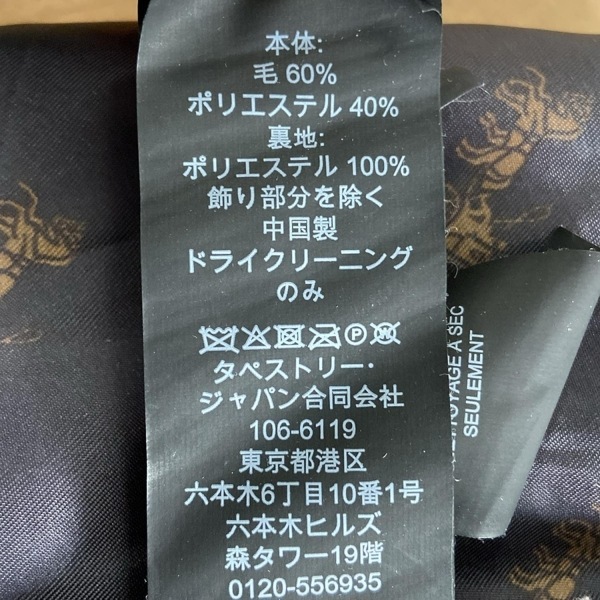 本体:
毛 60%
ポリエステル 40%
裏地:
ポリエステル 100%
飾り部分を除く
中国製
ドライクリーニング
のみ
P W
タペストリー・
ジャパン合同会社
106-6119
東京都港区
六本木6丁目10番1号
六本木ヒルズ
森タワー19階
0120-556935
TOYAGE A SEC
SEULEMENT